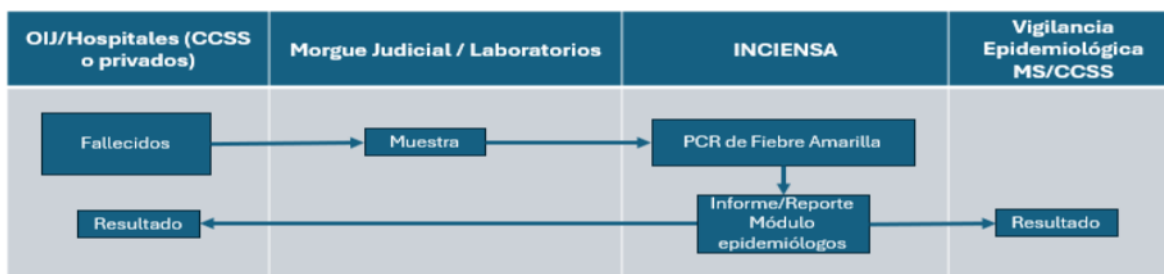 OIJ/Hospitales (CCSS
o privados)
Morgue Judicial / Laboratorios
INCIENSA
Vigilancia
Epidemiológica
MS/CCSS
Fallecidos
Muestra
PCR de Fiebre Amarilla
Resultado
Informe/Reporte
Módulo
epidemiólogos
Resultado